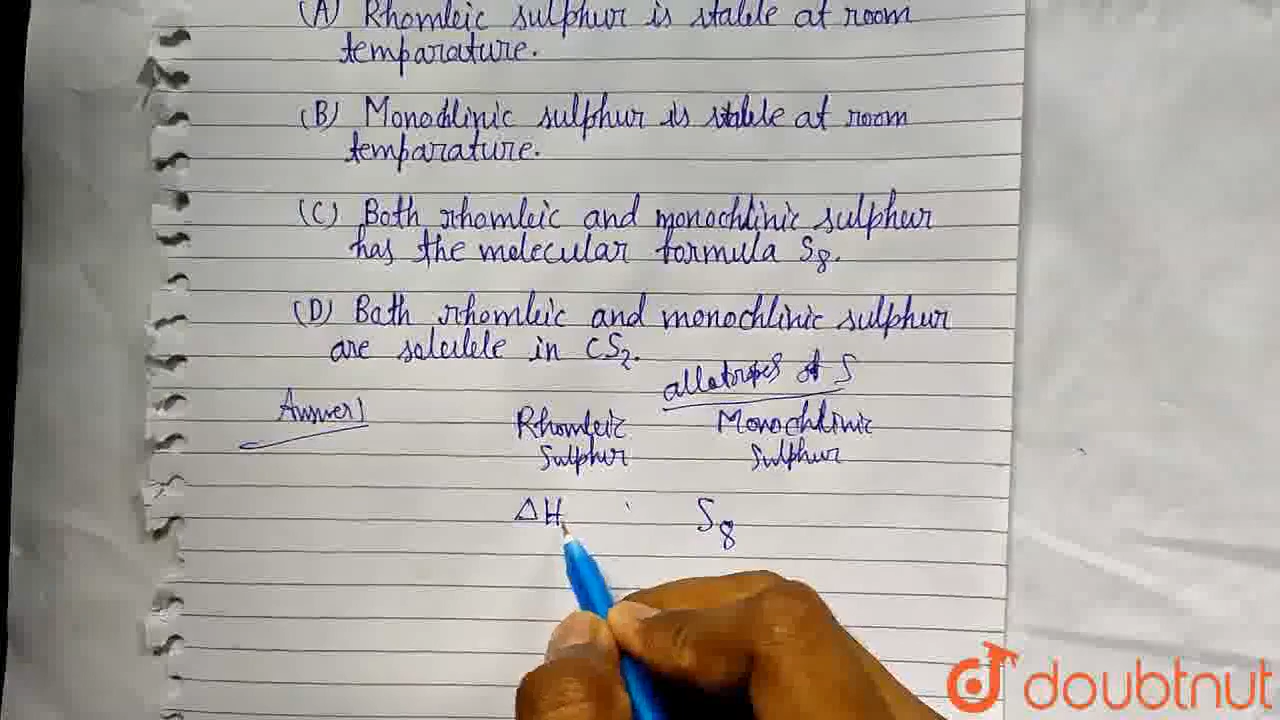 (A) Rhombic sulphur is stable at room
temparature.
(B) Monochlinic sulphur is stable at room
temparature.
(C) Both rhombic and monochlinic sulphur
has the molecular formula S8.
(D) Both rhombic and monochlinic sulphur
are soluble in CS2.
allotropes of S
Answer)
Rhombic Monochlinic
Sulphur Sulphur
ΔH S8
doubtnut